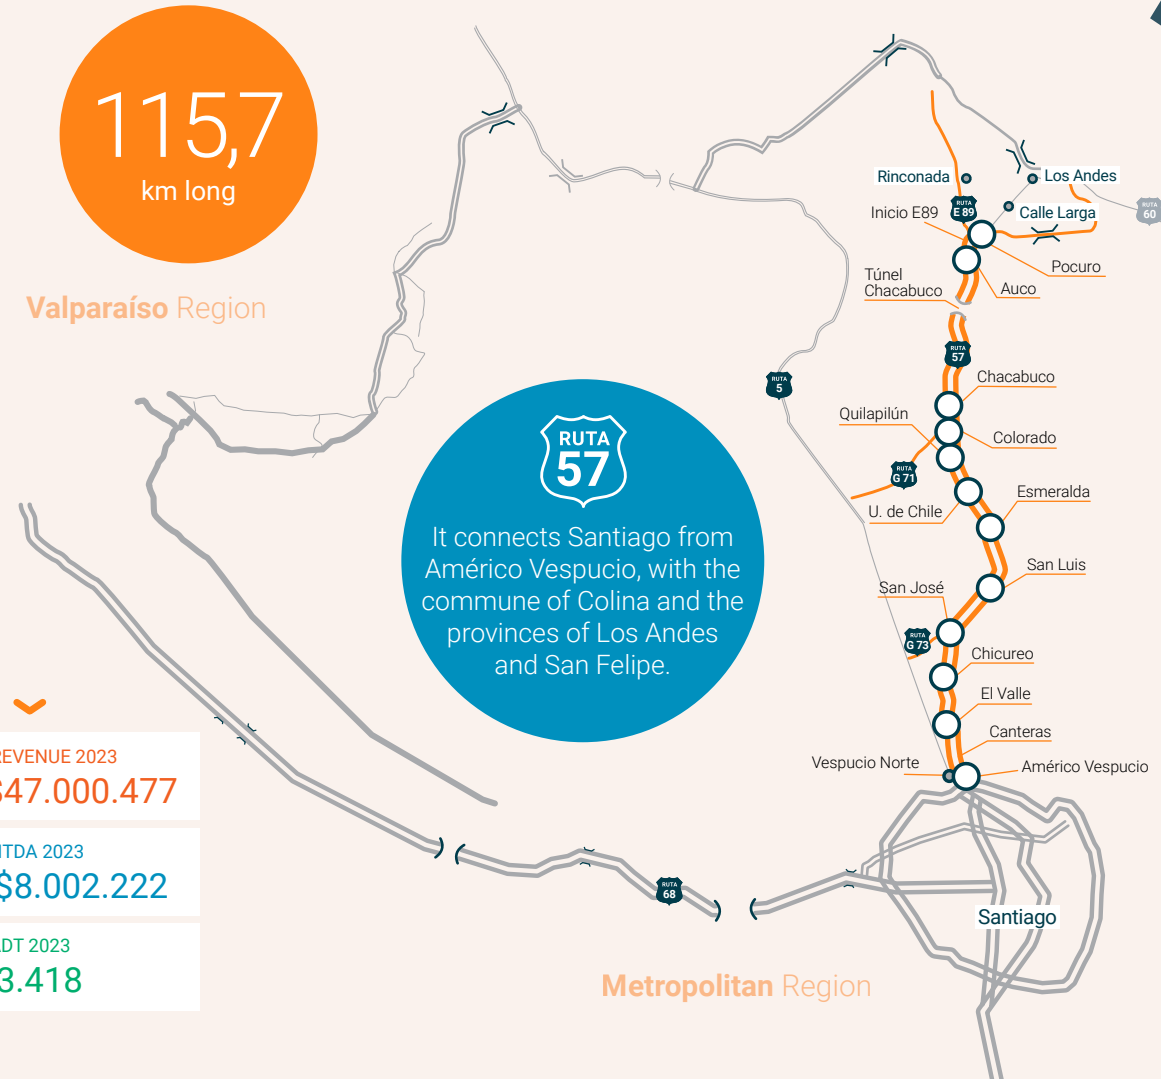 115,7
km long
Valparaíso Region
RUTA
57
It connects Santiago from
Américo Vespucio, with the
commune of Colina and the
provinces of Los Andes
and San Felipe.
REVENUE 2023
$47.000.477
ITDA 2023
$8.002.222
ADT 2023
3.418
Rinconada
Los Andes
RUTA
E 89
Calle Larga
RUTA
60
Inicio E89
Pocuro
Túnel
Chacabuco
Auco
RUTA
57
RUTA
5
Chacabuco
Quilapilún
Colorado
RUTA
G 71
Esmeralda
U. de Chile
San Luis
San José
RUTA
G 73
Chicureo
El Valle
Canteras
Vespucio Norte
Américo Vespucio
RUTA
68
Santiago
Metropolitan Region